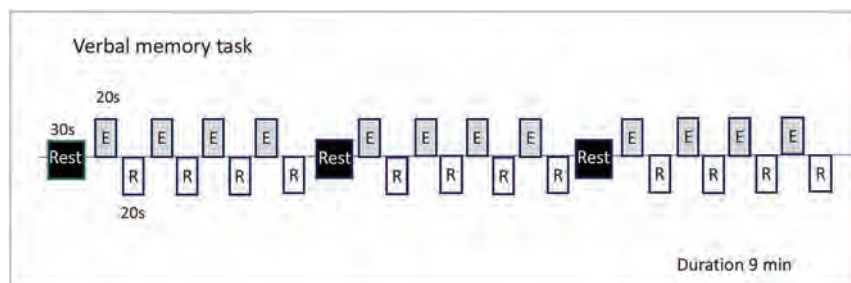 Verbal memory task
20s
30s
E E E E E E E E E E E E
Rest Rest Rest
R R R R R R R R R R R R
20s
Duration 9 min